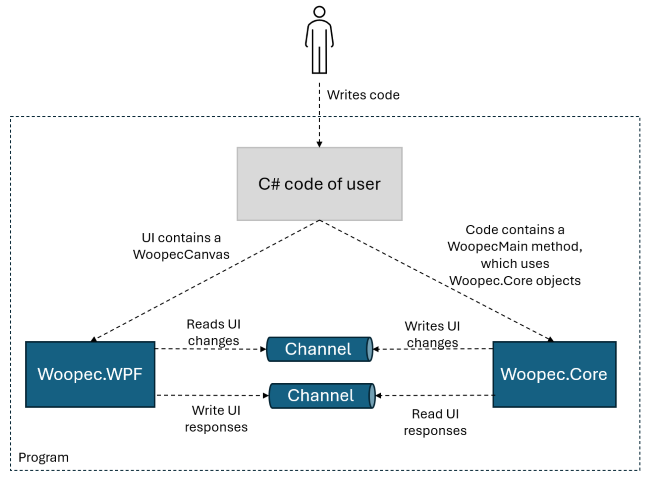 Writes code
C# code of user
UI contains a
WoopecCanvas
Code contains a
WoopecMain method,
which uses
Woopec.Core objects
Reads UI
changes
Channel
Writes UI
changes
Woopec.WPF
Woopec.Core
Channel
Write UI
responses
Read UI
responses
Program